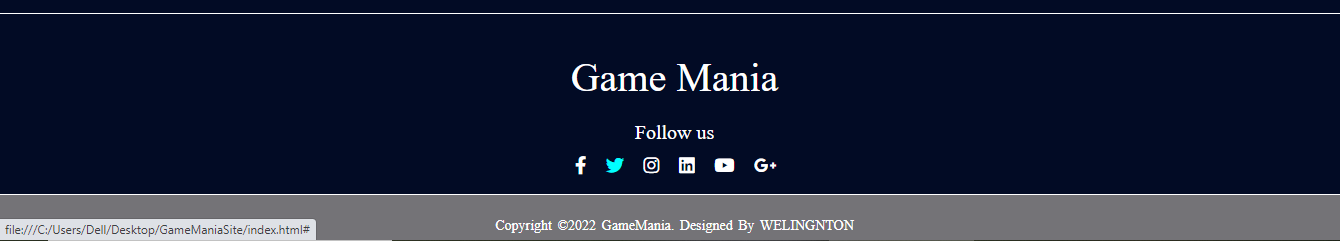 Game Mania
Follow us
Copyright ©2022 GameMania. Designed By WELINGNTON
file:///C:/Users/Dell/Desktop/GameManiaSite/index.html#